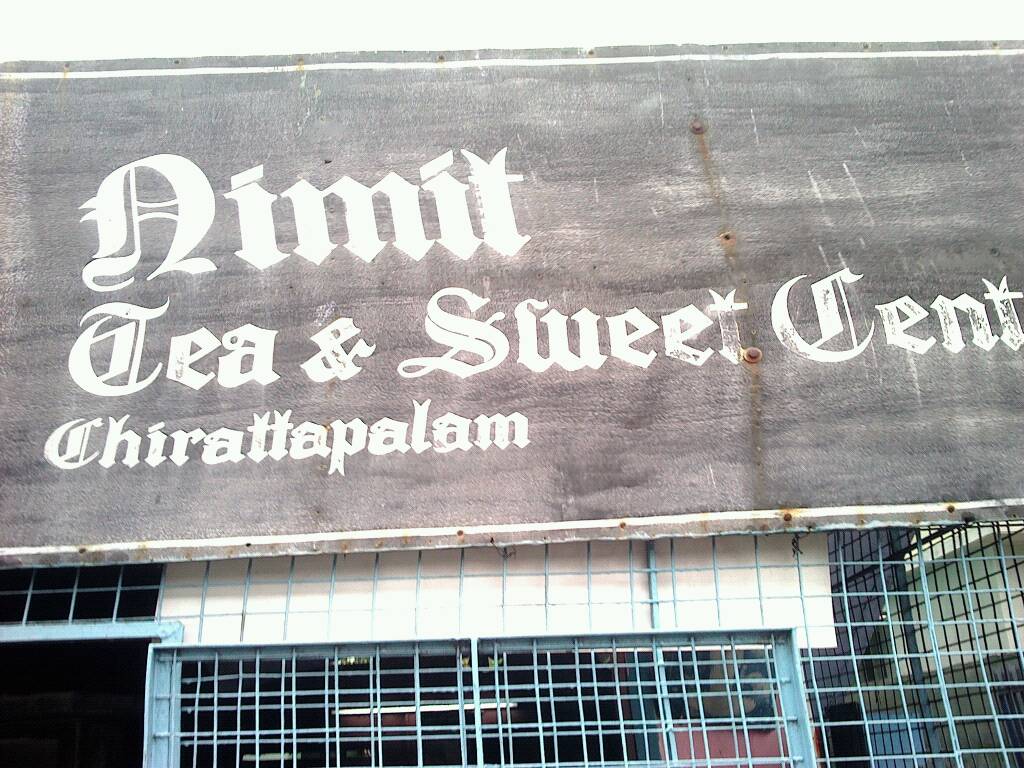 Nimit
Tea & Sweet Cent
Chirattapalam